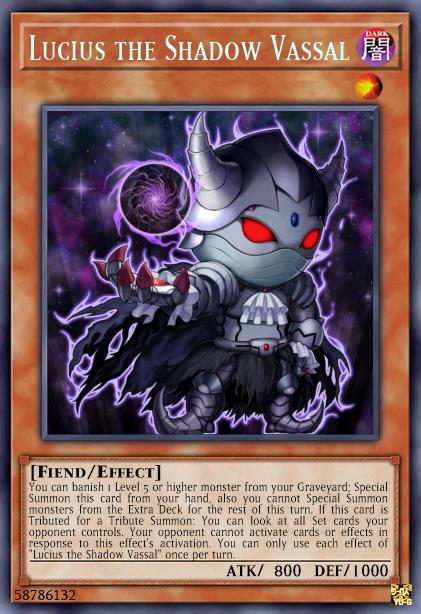 LUCIUS THE SHADOW VASSAL
DARK
闇
[FIEND/EFFECT]
You can banish 1 Level 5 or higher monster from your Graveyard; Special
Summon this card from your hand, also you cannot Special Summon
monsters from the Extra Deck for the rest of this turn. If this card is
Tributed for a Tribute Summon: You can look at all Set cards your
opponent controls. Your opponent cannot activate cards or effects in
response to this effect's activation. You can only use each effect of
"Lucius the Shadow Vassal" once per turn.
ATK/ 800 DEF/1000
58786132